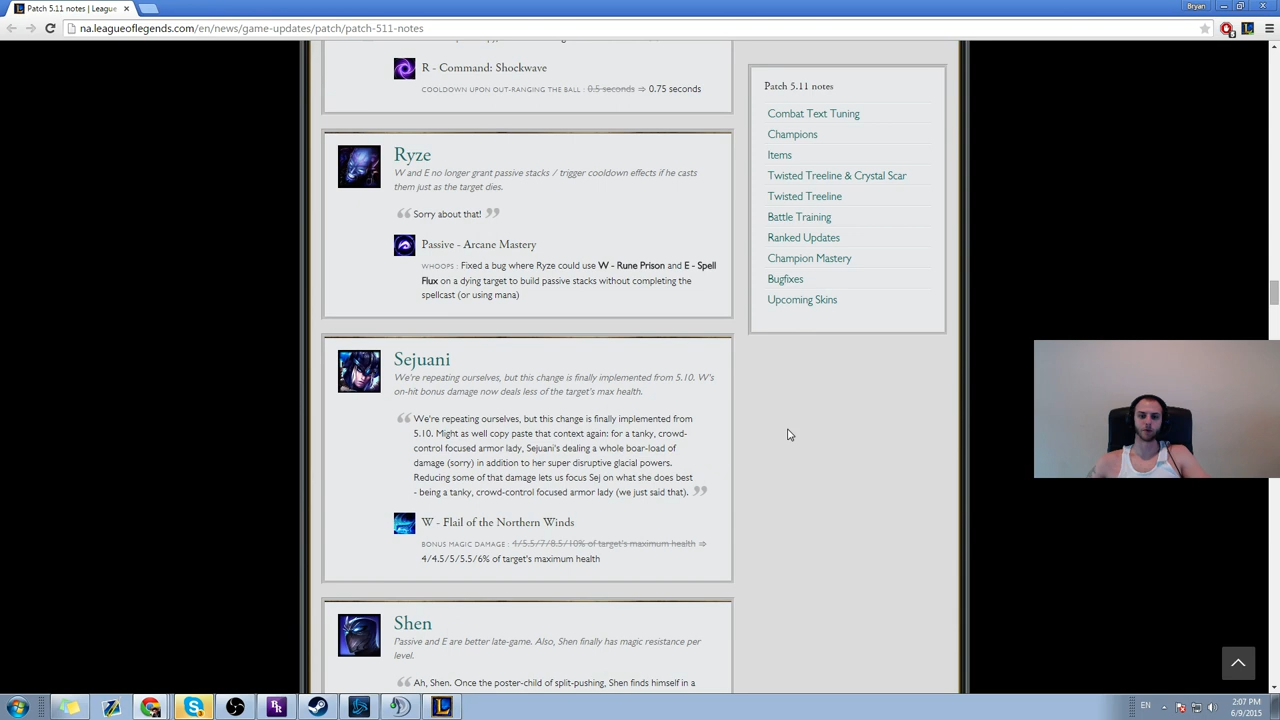 Patch 5.11 notes | League
Bryan
na.leagueoflegends.com/en/news/game-updates/patch/patch-511-notes
R - Command: Shockwave
COOLDOWN UPON OUT-RANGING THE BALL : 0.5 seconds ⇒ 0.75 seconds
Ryze
W and E no longer grant passive stacks / trigger cooldown effects if he casts
them just as the target dies.
Sorry about that!
Passive - Arcane Mastery
WHOOPS : Fixed a bug where Ryze could use W - Rune Prison and E - Spell
Flux on a dying target to build passive stacks without completing the
spellcast (or using mana)
Sejuani
We're repeating ourselves, but this change is finally implemented from 5.10. W's
on-hit bonus damage now deals less of the target's max health.
We're repeating ourselves, but this change is finally implemented from
5.10. Might as well copy paste that context again: for a tanky, crowd-
control focused armor lady, Sejuani's dealing a whole boar-load of
damage (sorry) in addition to her super disruptive glacial powers.
Reducing some of that damage lets us focus Sej on what she does best
- being a tanky, crowd-control focused armor lady (we just said that).
W - Flail of the Northern Winds
BONUS MAGIC DAMAGE : 4/5.5/7/8.5/10% of target's maximum health ⇒
4/4.5/5/5.5/6% of target's maximum health
Shen
Passive and E are better late-game. Also, Shen finally has magic resistance per
level.
Ah, Shen. Once the poster-child of split-pushing, Shen finds himself in a
Patch 5.11 notes
Combat Text Tuning
Champions
Items
Twisted Treeline & Crystal Scar
Twisted Treeline
Battle Training
Ranked Updates
Champion Mastery
Bugfixes
Upcoming Skins
EN
2:07 PM
6/9/2015